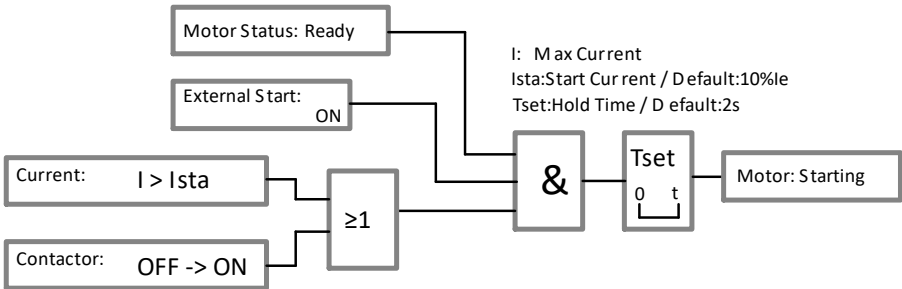 Motor Status: Ready
I: Max Current
Ista:Start Current / Default:10%Ie
External Start:
ON
Tset:Hold Time / Default:2s
&
Tset
0 t
Motor: Starting
Current: I > Ista
≥1
Contactor: OFF -> ON